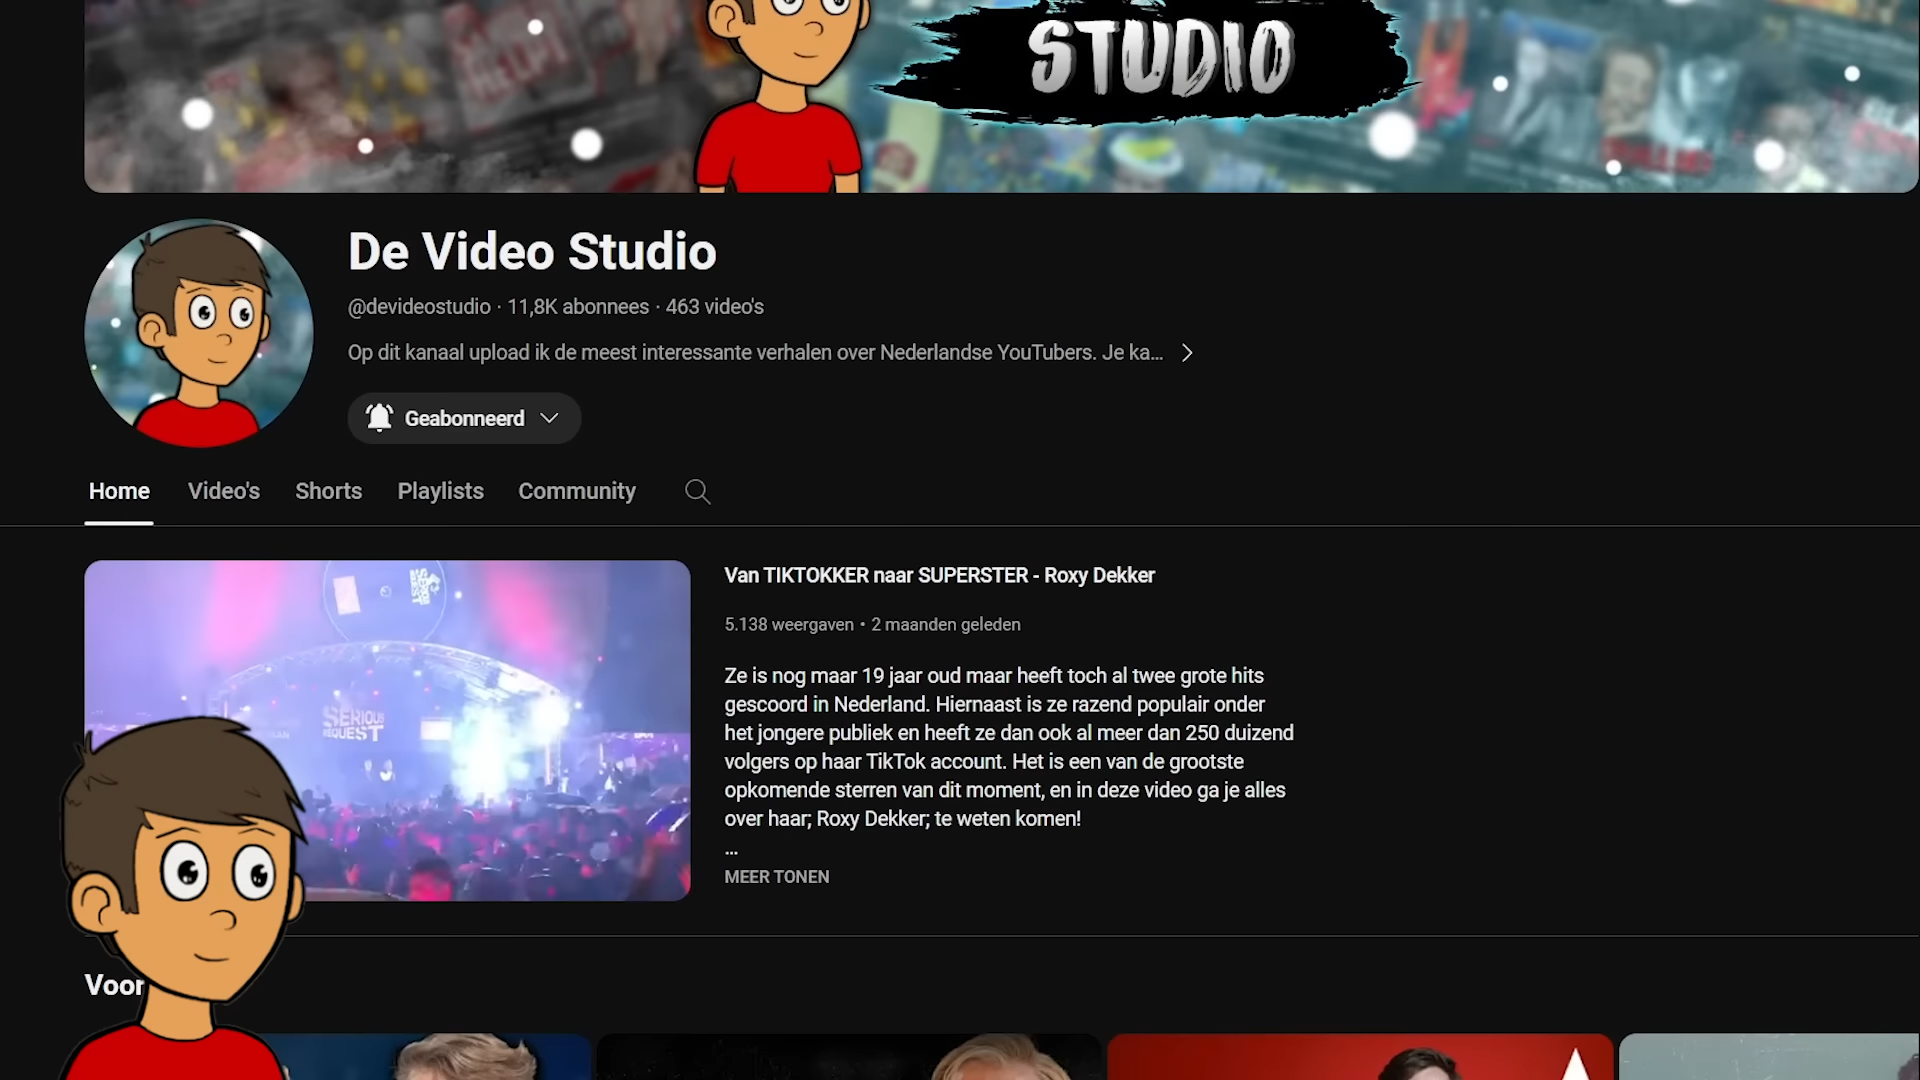 STUDIO
De Video Studio
@devideostudio · 11,8K abonnees · 463 video's
Op dit kanaal upload ik de meest interessante verhalen over Nederlandse YouTubers. Je ka...
Geabonneerd
Home Video's Shorts Playlists Community
Van TIKTOKKER naar SUPERSTER - Roxy Dekker
5.138 weergaven • 2 maanden geleden
Ze is nog maar 19 jaar oud maar heeft toch al twee grote hits
gescoord in Nederland. Hiernaast is ze razend populair onder
het jongere publiek en heeft ze dan ook al meer dan 250 duizend
volgers op haar TikTok account. Het is een van de grootste
opkomende sterren van dit moment, en in deze video ga je alles
over haar; Roxy Dekker; te weten komen!
...
MEER TONEN
SERIOUS
REQUEST
Voor